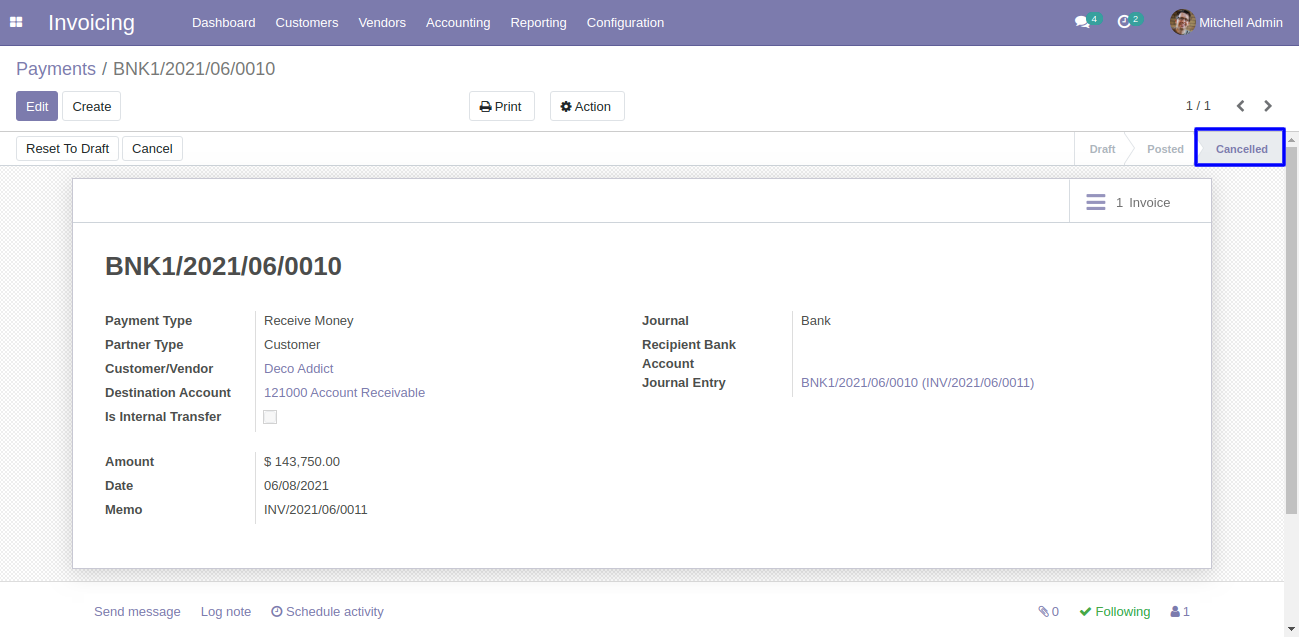 Invoicing Dashboard Customers Vendors Accounting Reporting Configuration 4 2 Mitchell Admin
Payments / BNK1/2021/06/0010
Edit Create Print Action 1 / 1
Reset To Draft Cancel Draft Posted Cancelled
1 Invoice
BNK1/2021/06/0010
Payment Type Receive Money Journal Bank
Partner Type Customer Recipient Bank
Account
Customer/Vendor Deco Addict
Journal Entry BNK1/2021/06/0010 (INV/2021/06/0011)
Destination Account 121000 Account Receivable
Is Internal Transfer
Amount $ 143,750.00
Date 06/08/2021
Memo INV/2021/06/0011
Send message Log note Schedule activity 0 Following 1